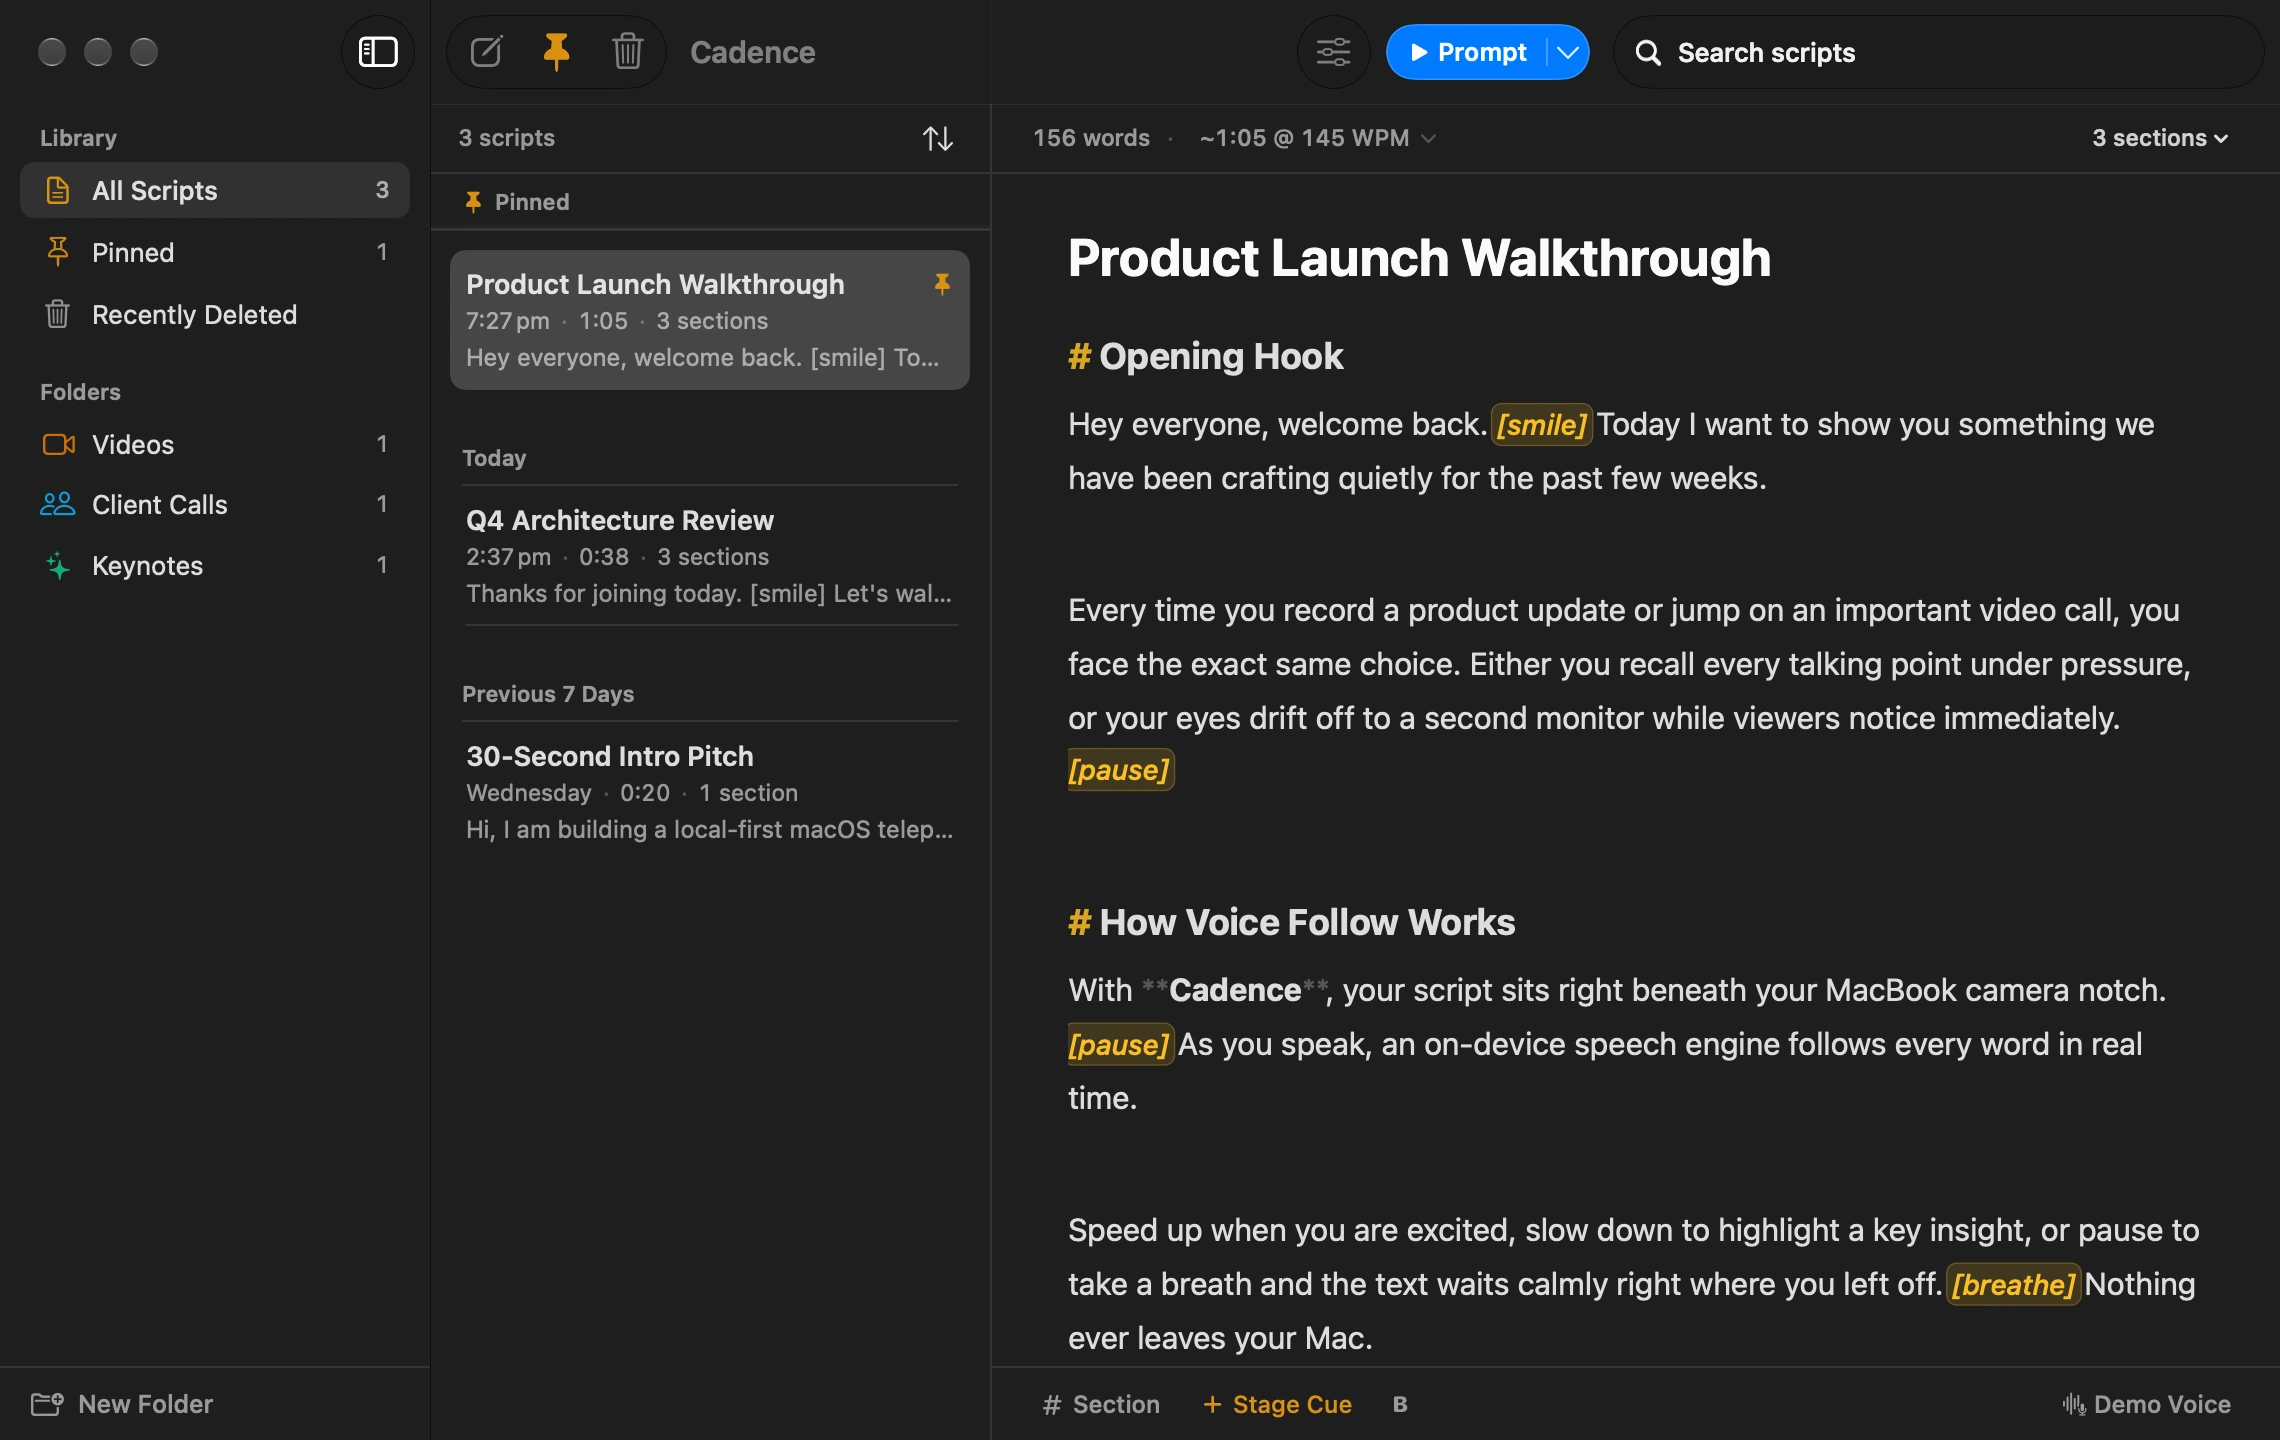 Cadence
Prompt
Search scripts
Library
All Scripts 3
Pinned 1
Recently Deleted
Folders
Videos 1
Client Calls 1
Keynotes 1
New Folder
3 scripts
Pinned
Product Launch Walkthrough
7:27 pm · 1:05 · 3 sections
Hey everyone, welcome back. [smile] To...
Today
Q4 Architecture Review
2:37 pm · 0:38 · 3 sections
Thanks for joining today. [smile] Let's wal...
Previous 7 Days
30-Second Intro Pitch
Wednesday · 0:20 · 1 section
Hi, I am building a local-first macOS telep...
156 words · ~1:05 @ 145 WPM
3 sections
Product Launch Walkthrough
# Opening Hook
Hey everyone, welcome back. [smile] Today I want to show you something we
have been crafting quietly for the past few weeks.
Every time you record a product update or jump on an important video call, you
face the exact same choice. Either you recall every talking point under pressure,
or your eyes drift off to a second monitor while viewers notice immediately.
[pause]
# How Voice Follow Works
With **Cadence**, your script sits right beneath your MacBook camera notch.
[pause] As you speak, an on-device speech engine follows every word in real
time.
Speed up when you are excited, slow down to highlight a key insight, or pause to
take a breath and the text waits calmly right where you left off. [breathe] Nothing
ever leaves your Mac.
# Section
+ Stage Cue
B
Demo Voice